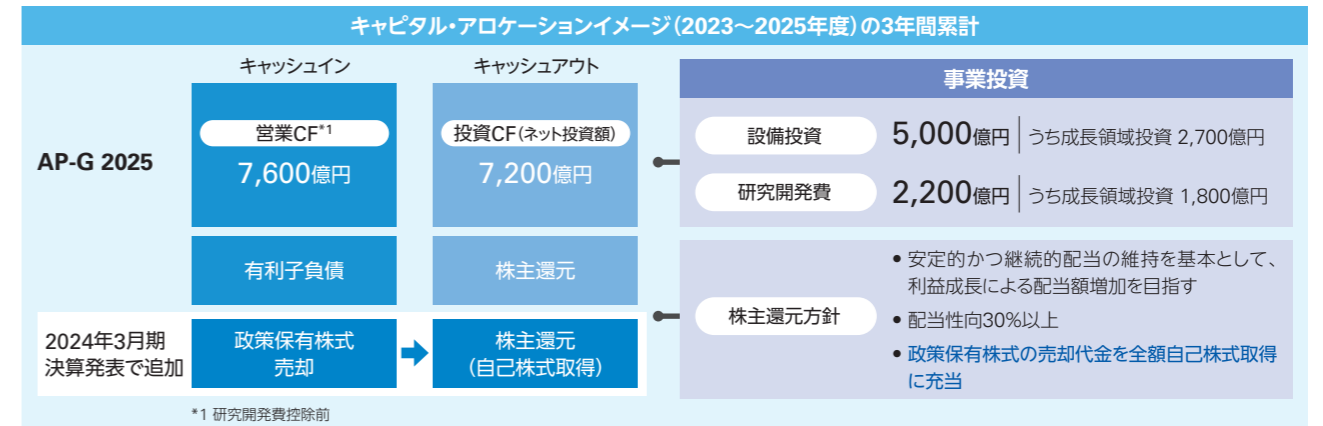 キャピタル・アロケーションイメージ（2023～2025年度）の3年間累計
キャッシュイン
キャッシュアウト
AP-G 2025
営業CF*1
7,600億円
投資CF（ネット投資額）
7,200億円
事業投資
設備投資
5,000億円
うち成長領域投資 2,700億円
研究開発費
2,200億円
うち成長領域投資 1,800億円
有利子負債
株主還元
2024年3月期
決算発表で追加
政策保有株式
売却
株主還元
（自己株式取得）
株主還元方針
• 安定的かつ継続的配当の維持を基本として、
利益成長による配当額増加を目指す
• 配当性向30%以上
• 政策保有株式の売却代金を全額自己株式取得
に充当
*1 研究開発費控除前